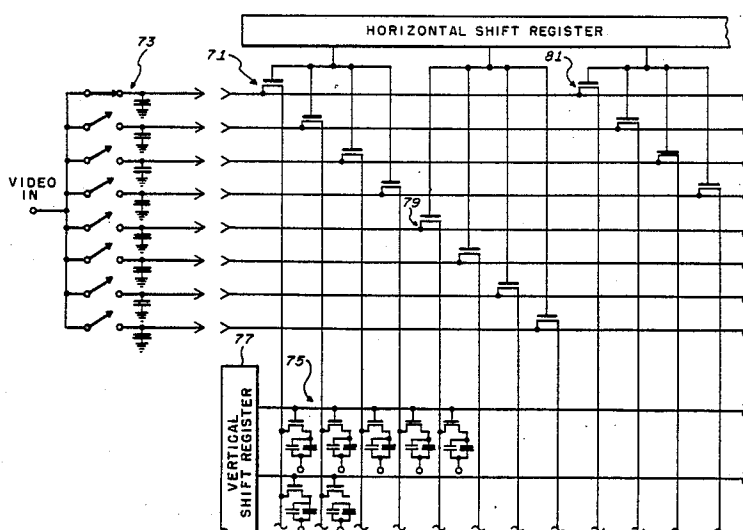 HORIZONTAL SHIFT REGISTER
73
71
81
VIDEO
IN
79
77
75
VERTICAL
SHIFT REGISTER